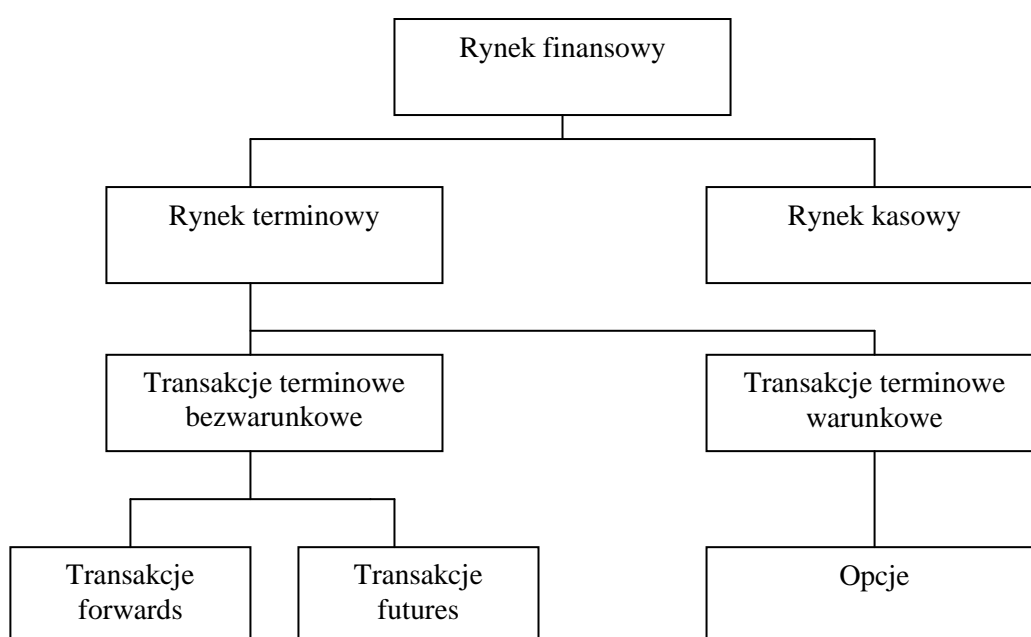 Rynek finansowy
Rynek terminowy
Rynek kasowy
Transakcje terminowe
bezwarunkowe
Transakcje terminowe
warunkowe
Transakcje
forwards
Transakcje
futures
Opcje